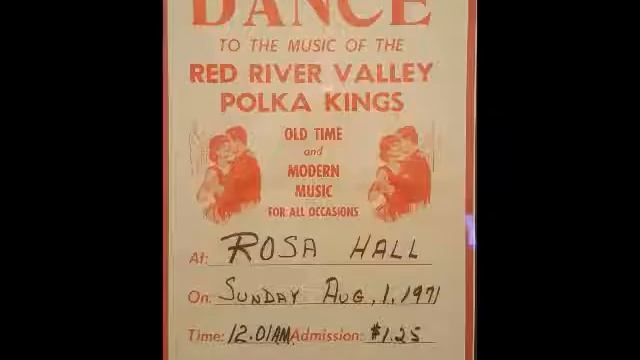 DANCE
TO THE MUSIC OF THE
RED RIVER VALLEY
POLKA KINGS
OLD TIME
and
MODERN
MUSIC
FOR ALL OCCASIONS
At: ROSA HALL
On: SUNDAY AUG, 1, 1971
Time: 12.01AM Admission: $1.25